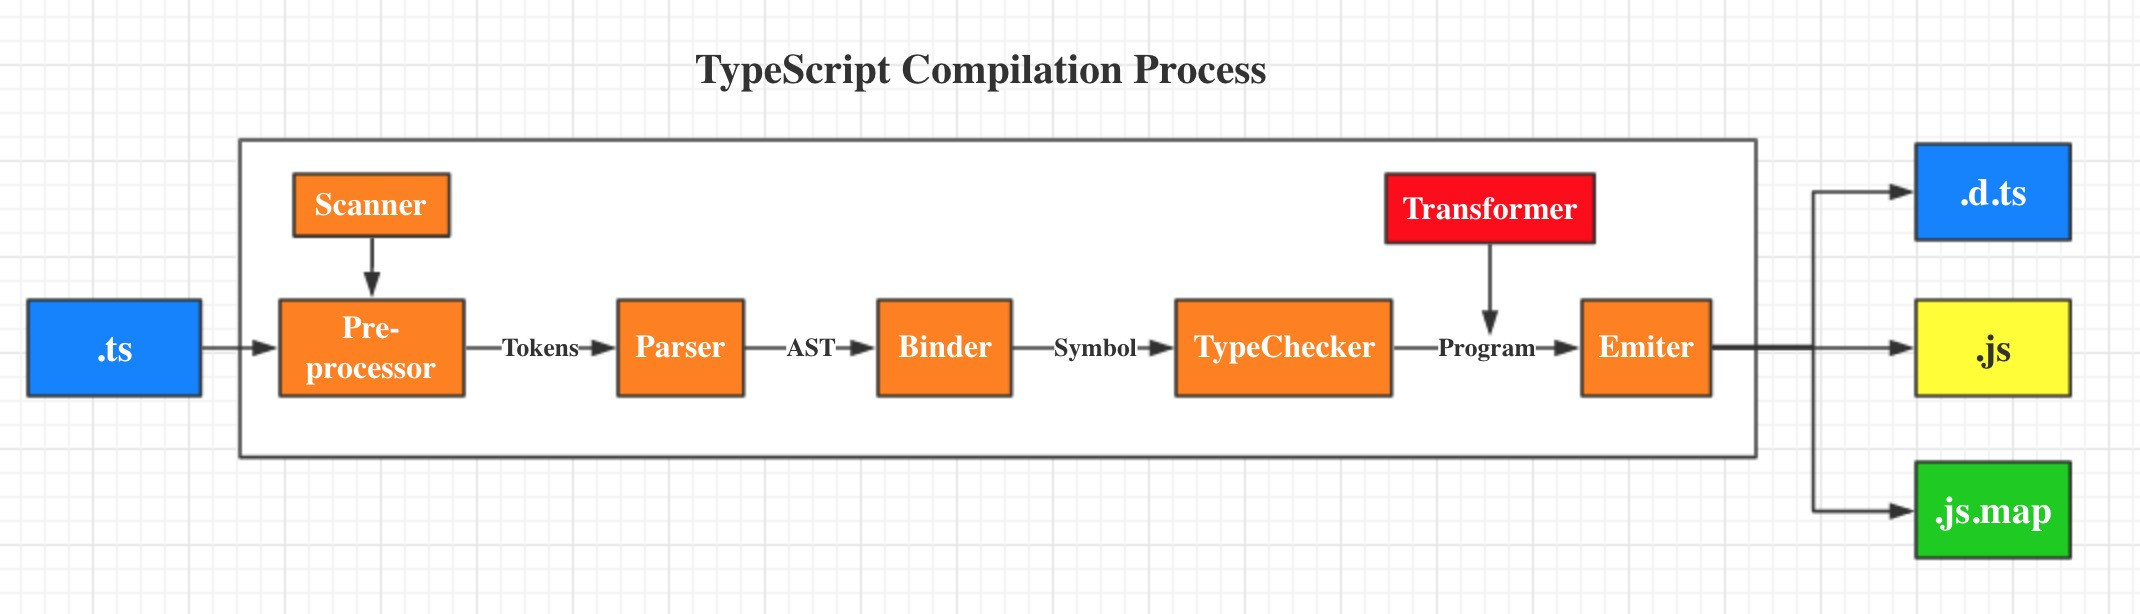 TypeScript Compilation Process
Scanner
Transformer
.d.ts
.ts
Pre-
processor
Tokens
Parser
AST
Binder
Symbol
TypeChecker
Program
Emiter
.js
.js.map